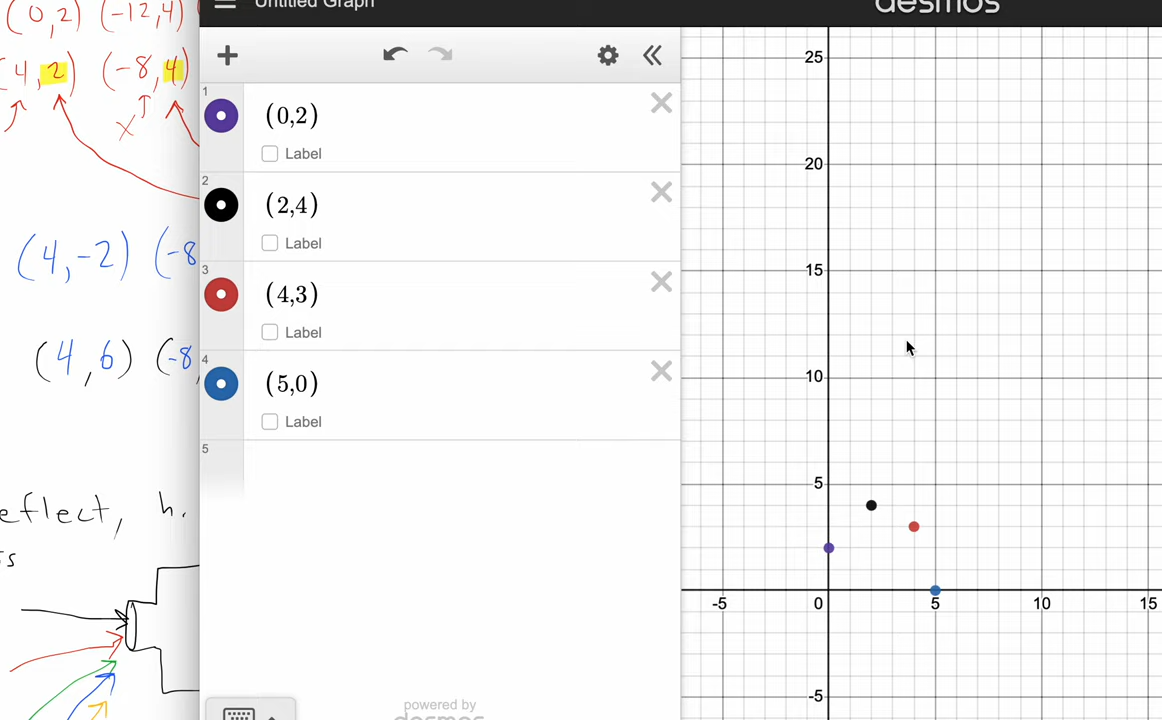 (0,2) (-12,4)
(4,2) (-8,4)
X
(4,-2) (-8
(4,6) (-8,
eflect, h.
s
Untitled Graph
desmos
1
(0,2)
Label
2
(2,4)
Label
3
(4,3)
Label
4
(5,0)
Label
5
powered by
desmos
25
20
15
10
5
-5 0 5 10 15
-5